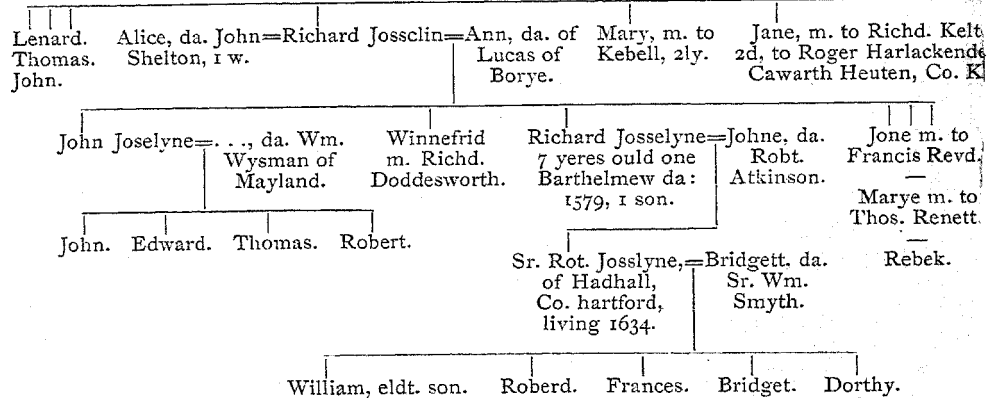 Lenard.
Thomas.
John.
Alice, da. John=Richard Josselin=Ann, da. of
Shelton, 1 w.
Lucas of
Borye.
Mary, m. to
Kebell, 2ly.
Jane, m. to Richd. Kelt
2d, to Roger Harlackende
Cawarth Heuten, Co. K
John Joselyne=. . ., da. Wm.
Wysman of
Mayland.
Winnefrid
m. Richd.
Doddesworth.
Richard Josselyne=Johne, da.
7 yeres ould one
Barthelmew da:
1579, 1 son.
Robt.
Atkinson.
Jone m. to
Francis Revd.
—
Marye m. to
Thos. Renett
—
Rebek.
John. Edward. Thomas. Robert.
Sr. Rot. Josslyne,=Bridgett, da.
of Hadhall,
Co. hartford,
living 1634.
Sr. Wm.
Smyth.
William, eldt. son. Roberd. Frances. Bridget. Dorthy.